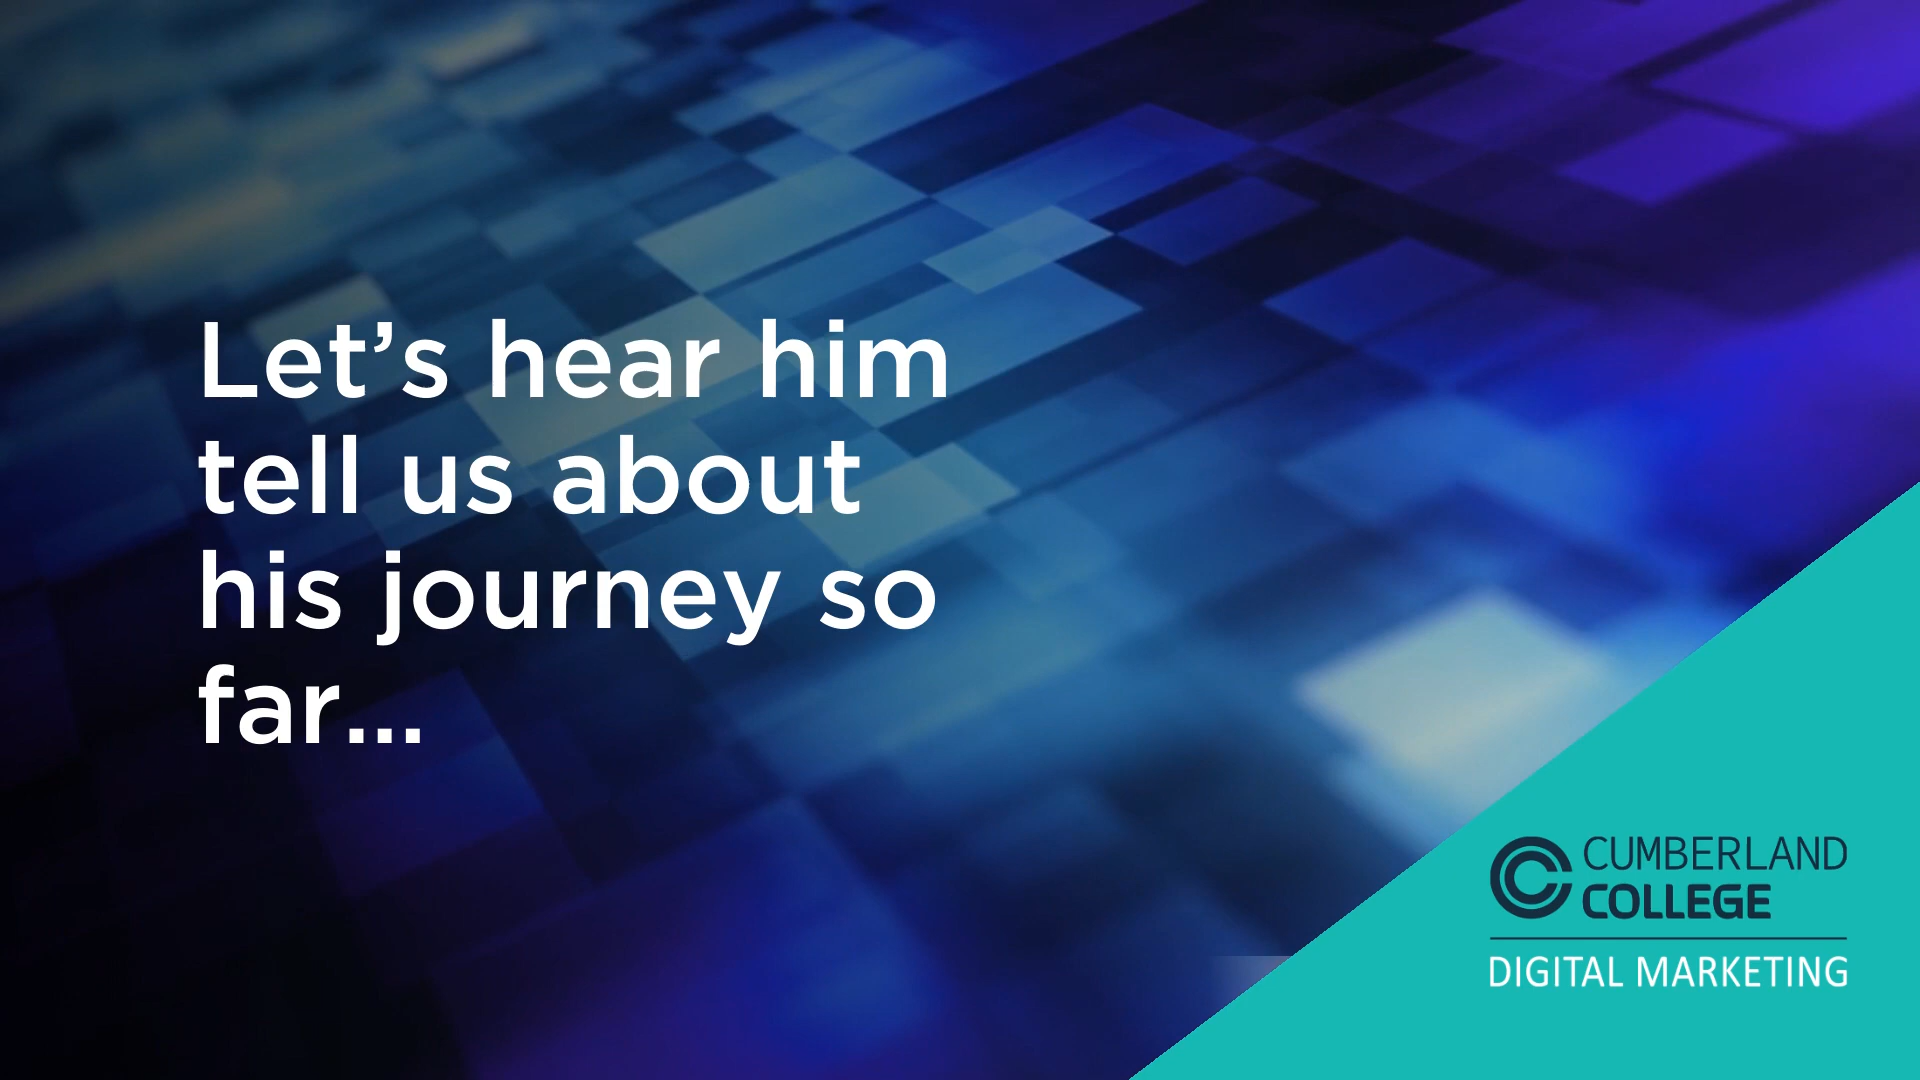 Let’s hear him
tell us about
his journey so
far...
CUMBERLAND
COLLEGE
DIGITAL MARKETING